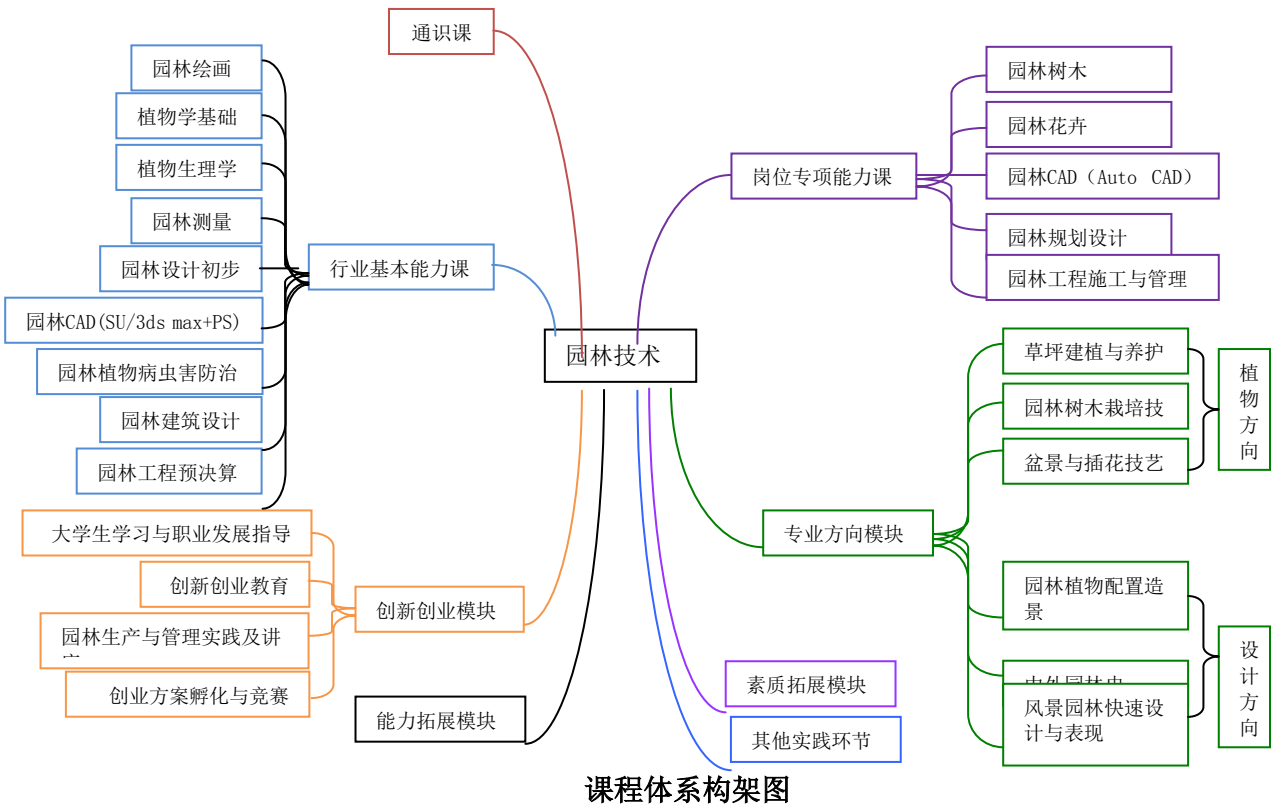 通识课
园林绘画
植物学基础
植物生理学
园林测量
园林设计初步
园林CAD(SU/3ds max+PS)
园林植物病虫害防治
园林建筑设计
园林工程预决算
行业基本能力课
园林技术
岗位专项能力课
园林树木
园林花卉
园林CAD（Auto CAD）
园林规划设计
园林工程施工与管理
草坪建植与养护
园林树木栽培技
盆景与插花技艺
植
物
方
向
专业方向模块
园林植物配置造
景
风景园林快速设
计与表现
设
计
方
向
大学生学习与职业发展指导
创新创业教育
园林生产与管理实践及讲
创业方案孵化与竞赛
创新创业模块
能力拓展模块
素质拓展模块
其他实践环节
课程体系构架图